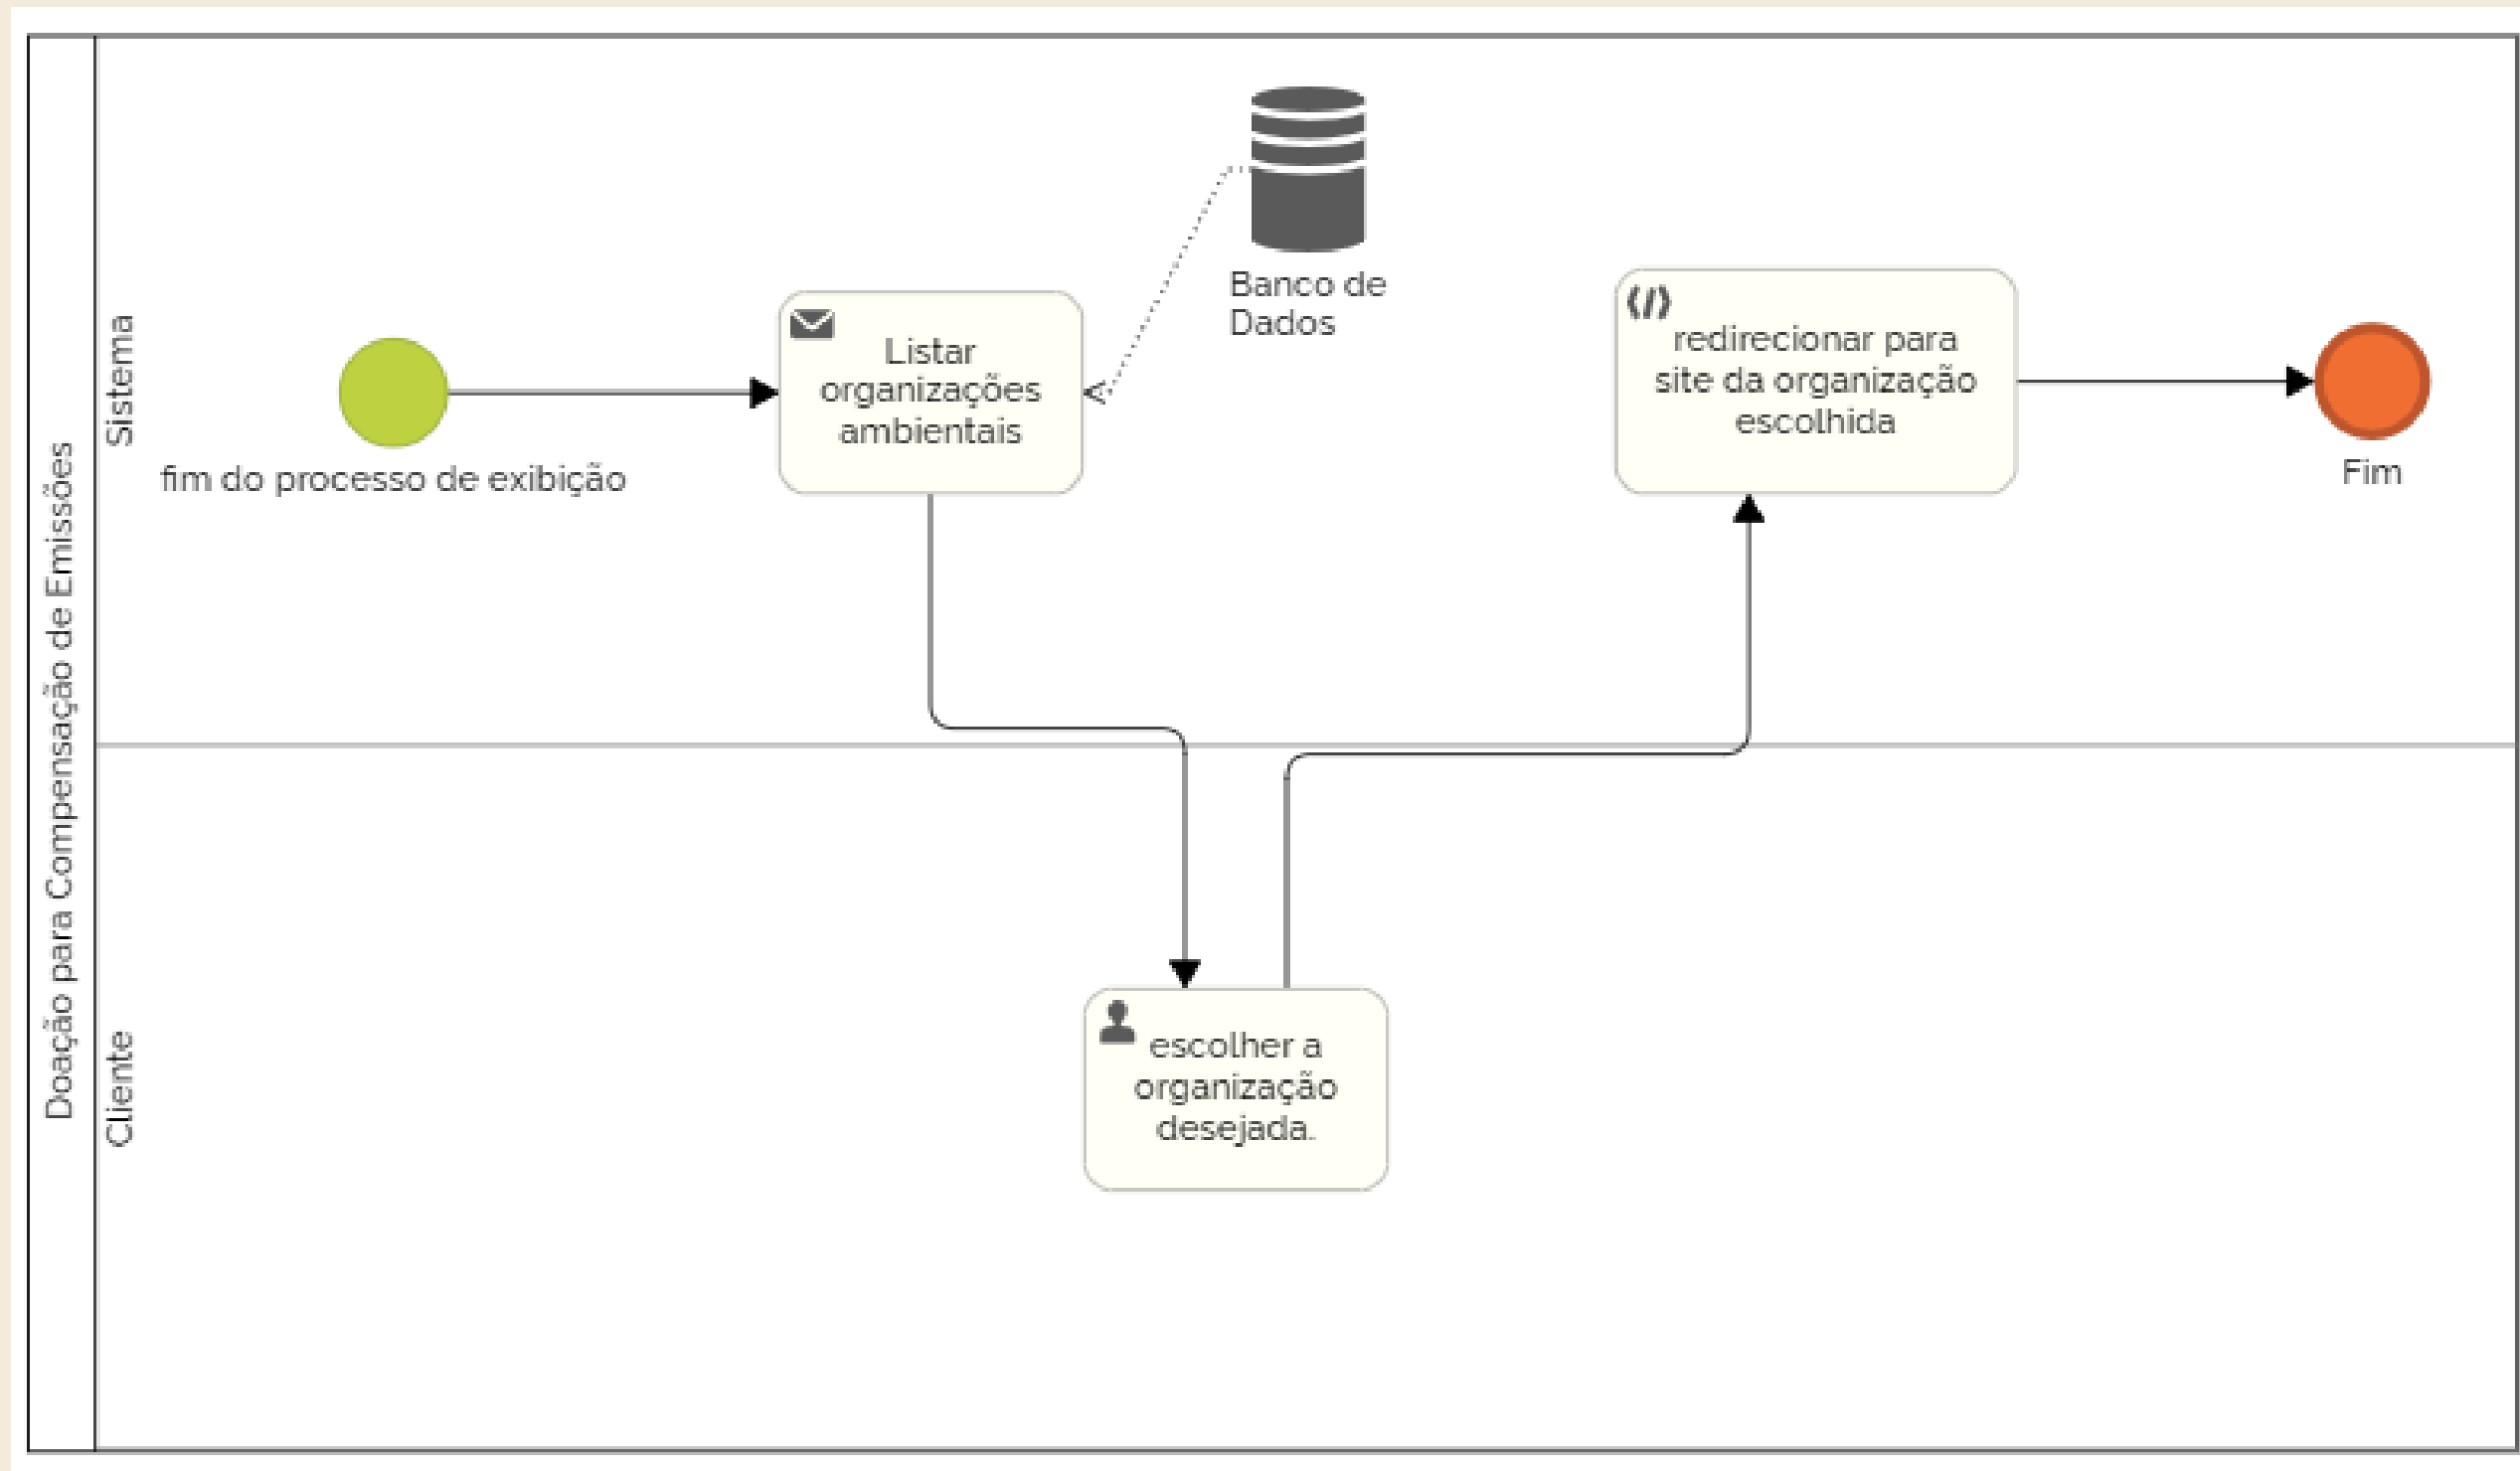 Doação para Compensação de Emissões
Sistema
fim do processo de exibição
Listar
organizações
ambientais
Banco de
Dados
redirecionar para
site da organização
escolhida
Fim
Cliente
escolher a
organização
desejada.